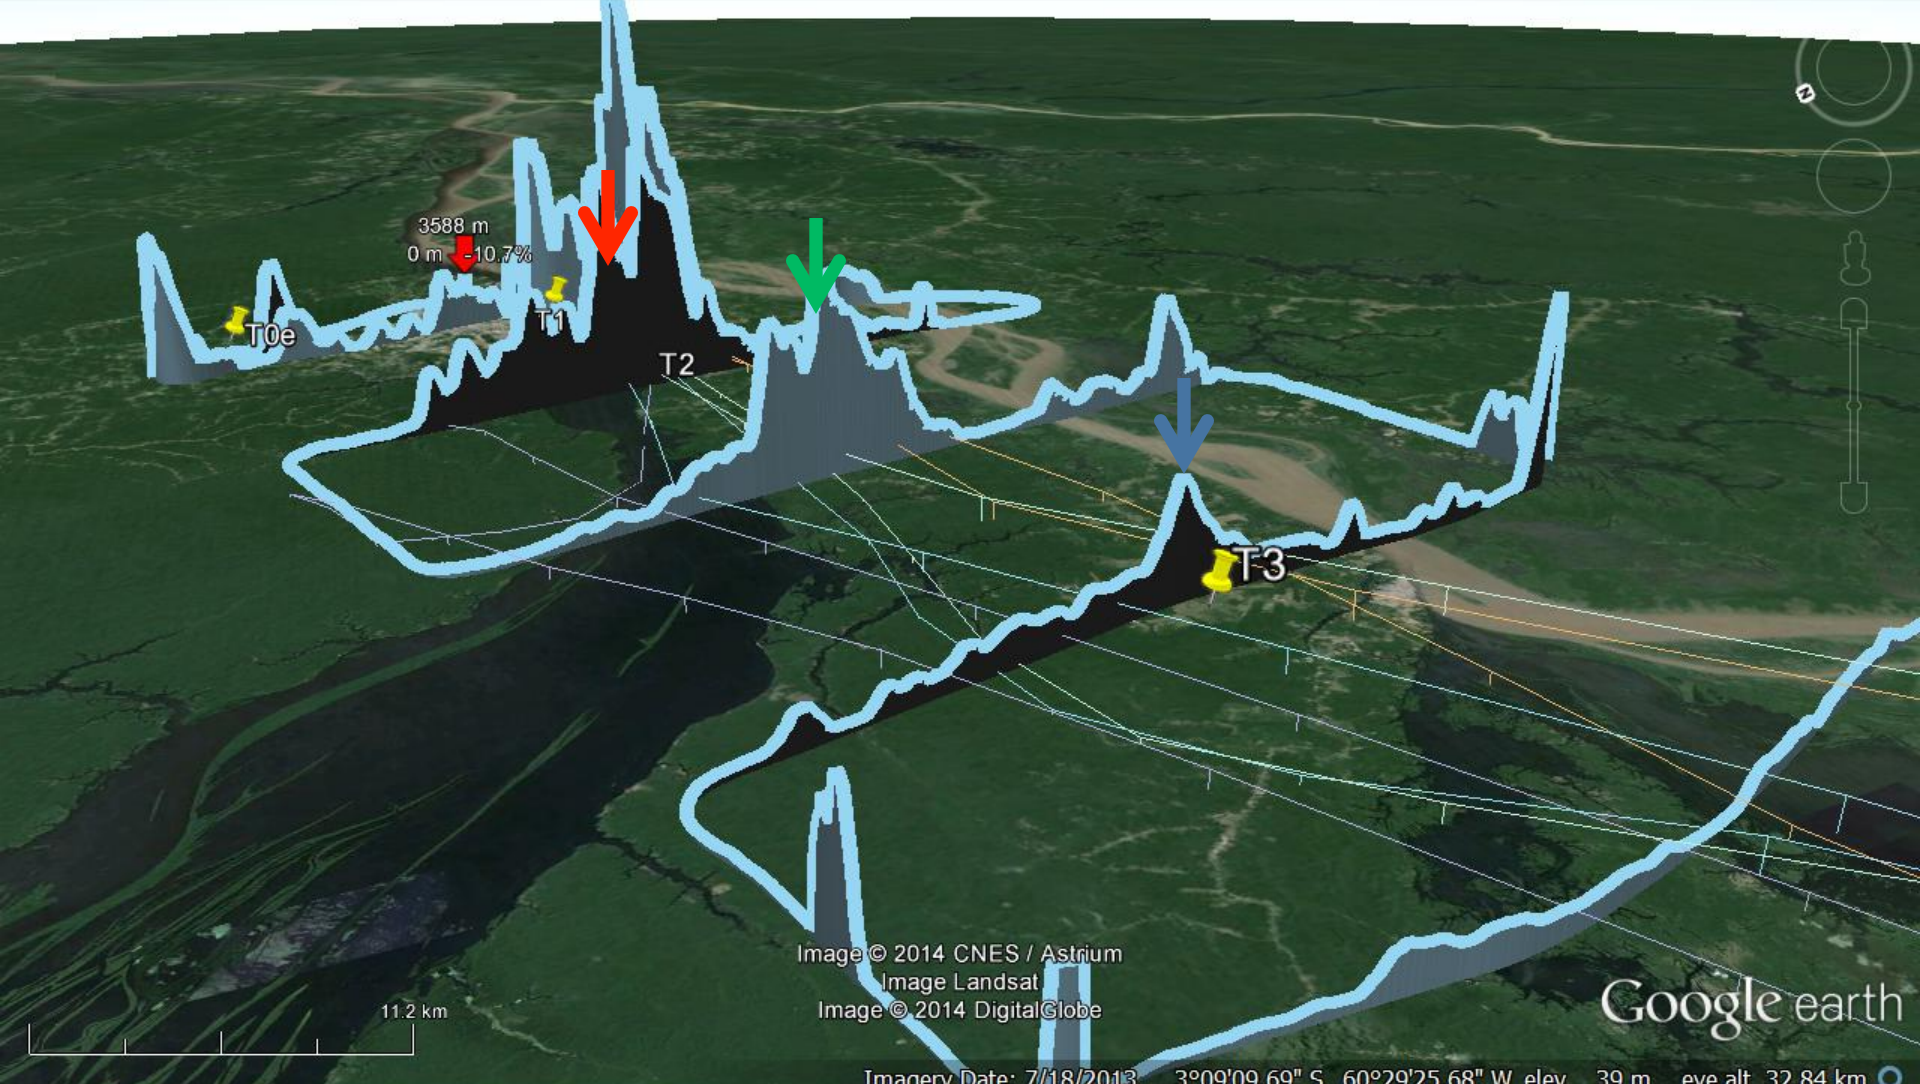 N
3588 m
0 m -10.7%
T0e
T1
T2
T3
Image © 2014 CNES / Astrium
Image Landsat
Image © 2014 DigitalGlobe
11.2 km
Google earth
Imagery Date: 7/18/2013 3°09'09.69" S 60°29'25.68" W elev 39 m eye alt 32.84 km